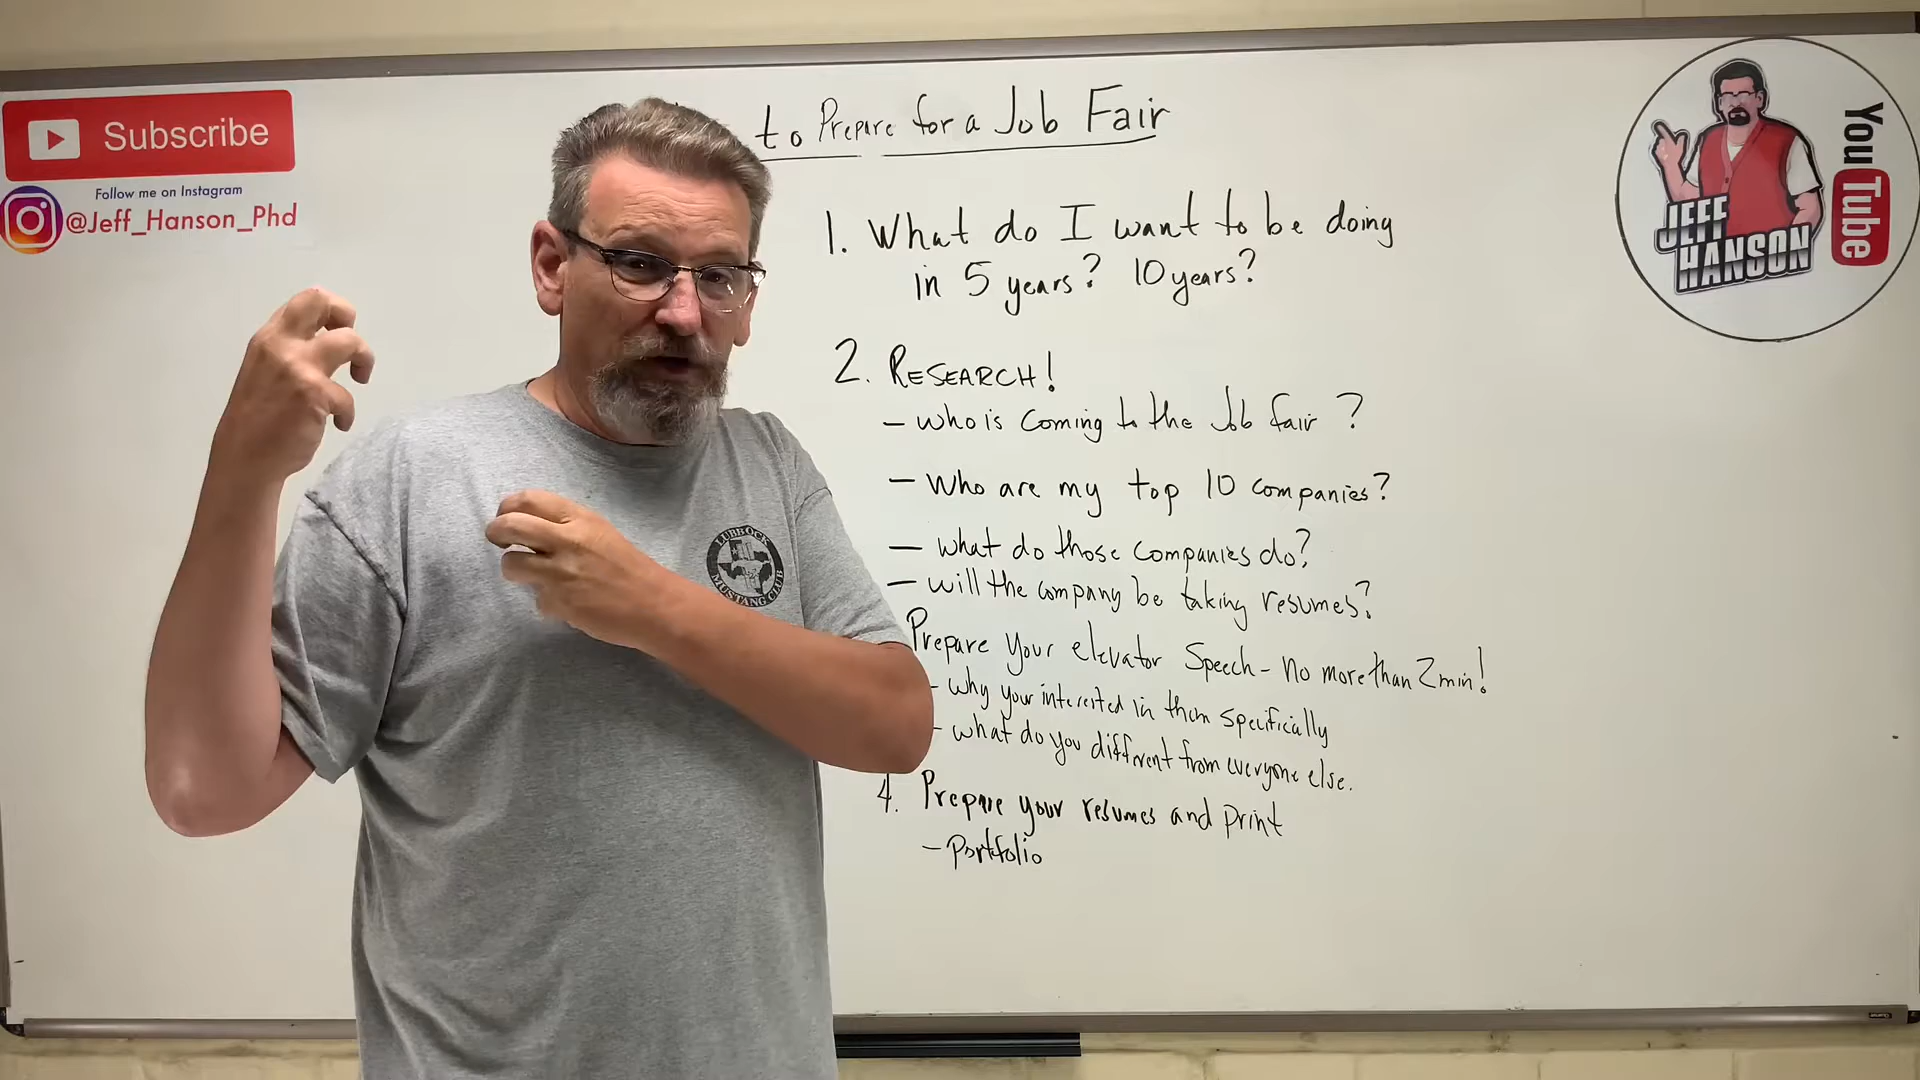 Subscribe
Follow me on Instagram
@Jeff_Hanson_Phd
to Prepare for a Job Fair
1. What do I want to be doing
in 5 years? 10 years?
2. RESEARCH!
- who is coming to the Job fair?
- Who are my top 10 companies?
- what do those companies do?
- will the company be taking resumes?
Prepare your elevator Speech - no more than 2 min!
- why your interested in them specifically
- what do you different from everyone else.
4. Prepare your resumes and print
- Portfolio
LUBBOCK
MUSTANG CLUB
JEFF
HANSON
YouTube